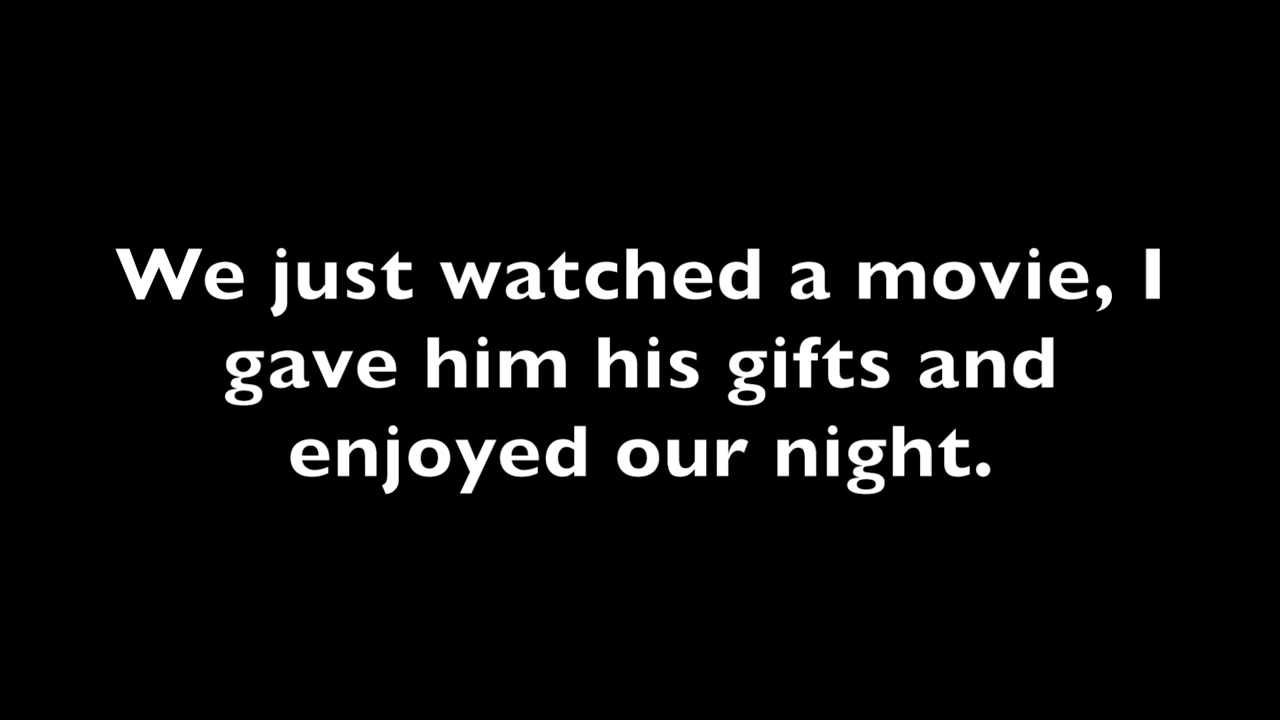 We just watched a movie, I
gave him his gifts and
enjoyed our night.